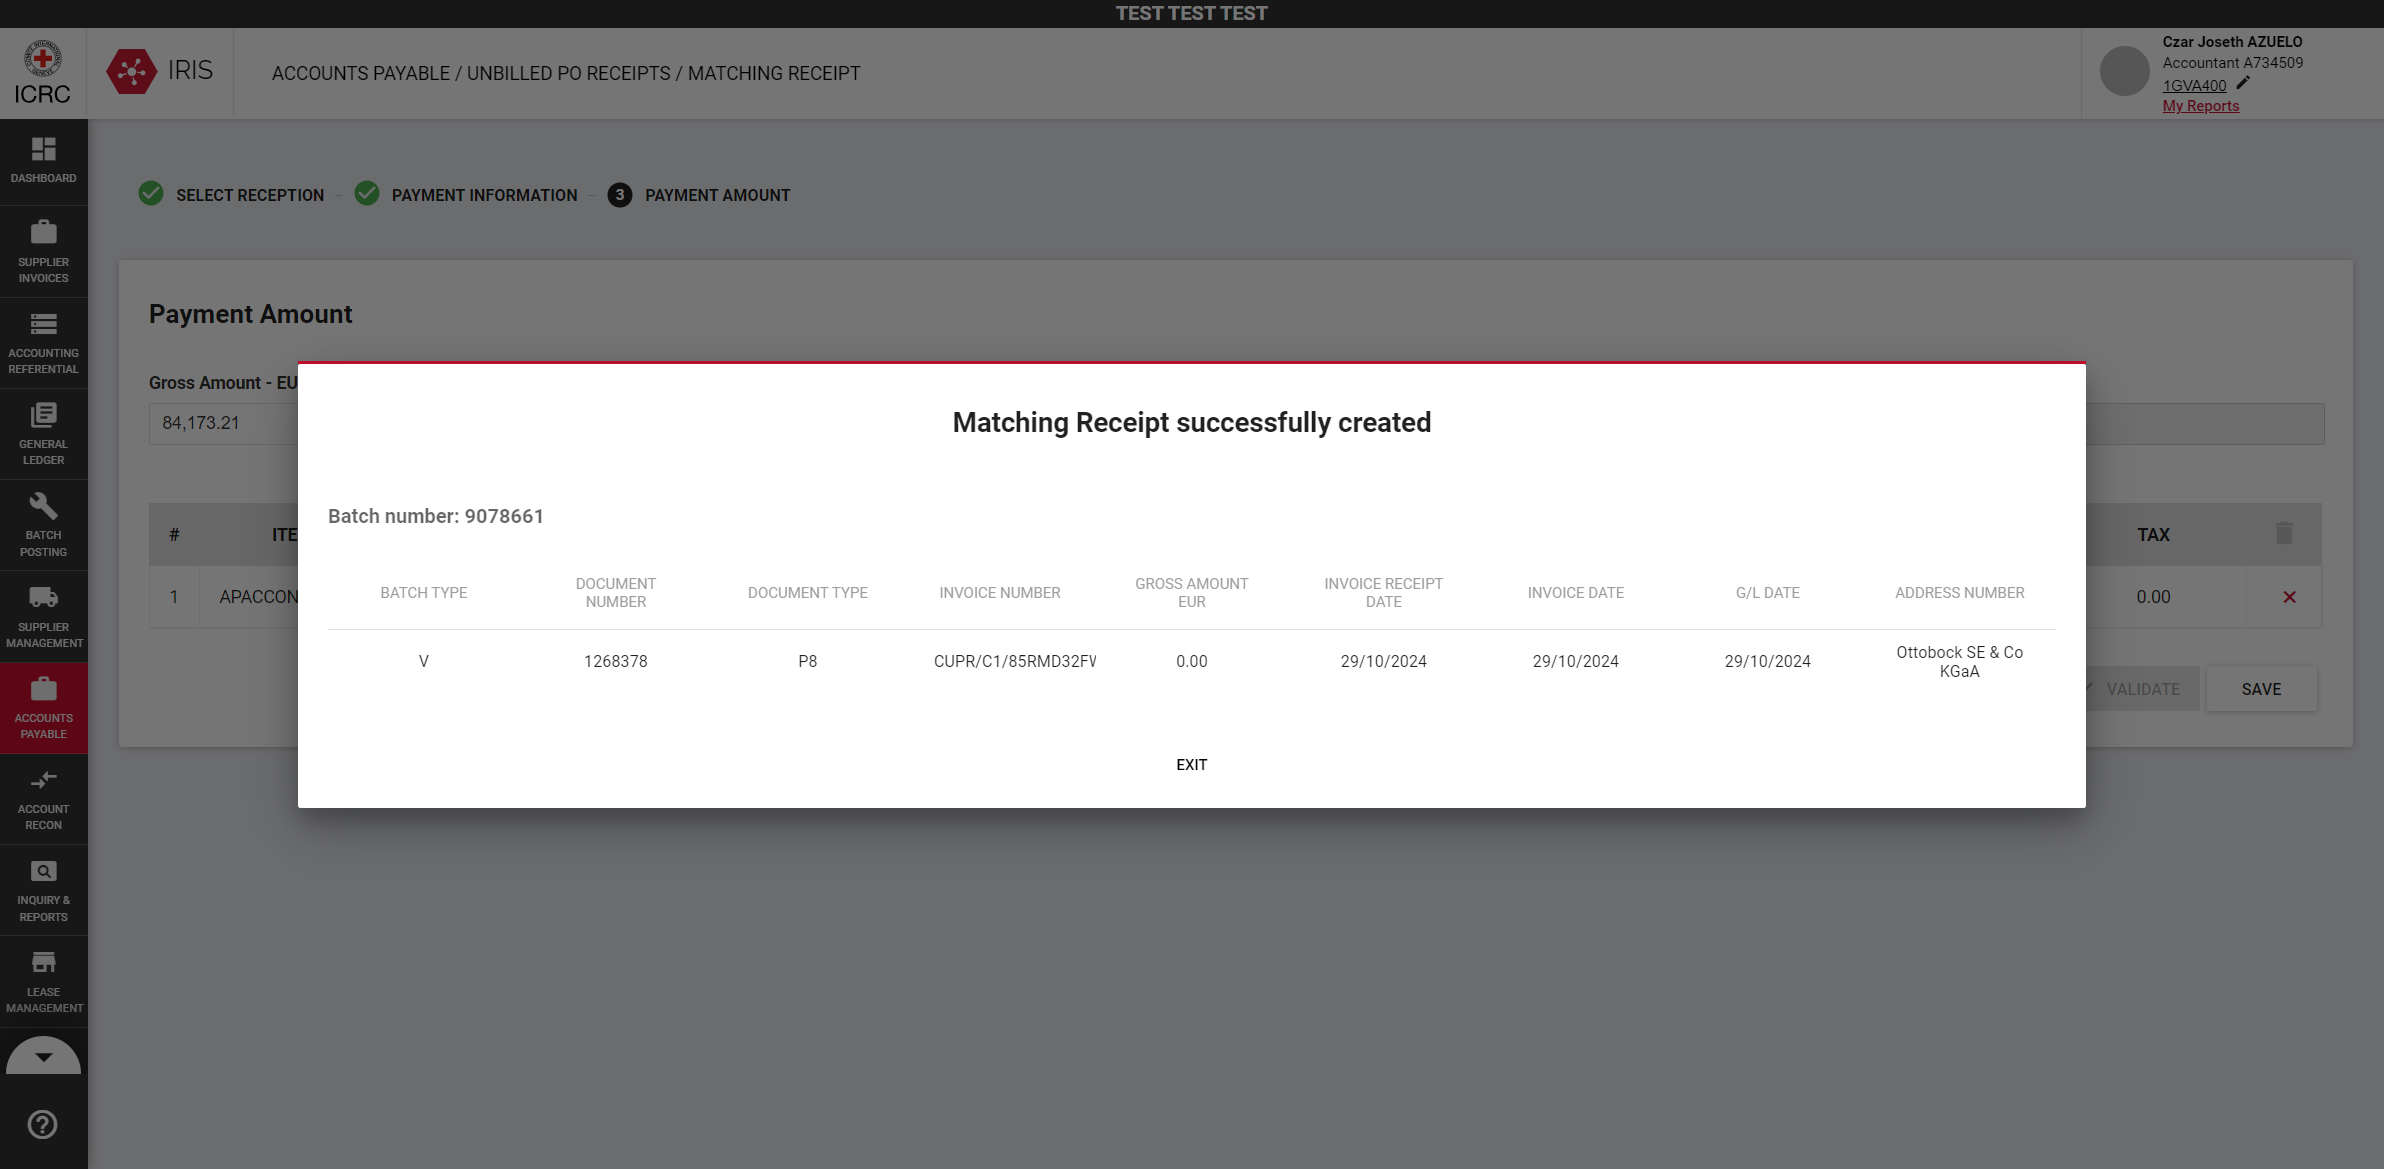 TEST TEST TEST
ICRC
IRIS
ACCOUNTS PAYABLE / UNBILLED PO RECEIPTS / MATCHING RECEIPT
Czar Joseth AZUELO
Accountant A734509
1GVA400
My Reports
DASHBOARD
SUPPLIER
INVOICES
ACCOUNTING
REFERENTIAL
GENERAL
LEDGER
BATCH
POSTING
SUPPLIER
MANAGEMENT
ACCOUNTS
PAYABLE
ACCOUNT
RECON
INQUIRY &
REPORTS
LEASE
MANAGEMENT
SELECT RECEPTION - PAYMENT INFORMATION - 3 PAYMENT AMOUNT
Payment Amount
Gross Amount - EU
84,173.21
# ITE TAX
1 APACCON 0.00
VALIDATE SAVE
Matching Receipt successfully created
Batch number: 9078661
BATCH TYPE DOCUMENT NUMBER DOCUMENT TYPE INVOICE NUMBER GROSS AMOUNT EUR INVOICE RECEIPT DATE INVOICE DATE G/L DATE ADDRESS NUMBER
V 1268378 P8 CUPR/C1/85RMD32F 0.00 29/10/2024 29/10/2024 29/10/2024 Ottobock SE & Co KGaA
EXIT